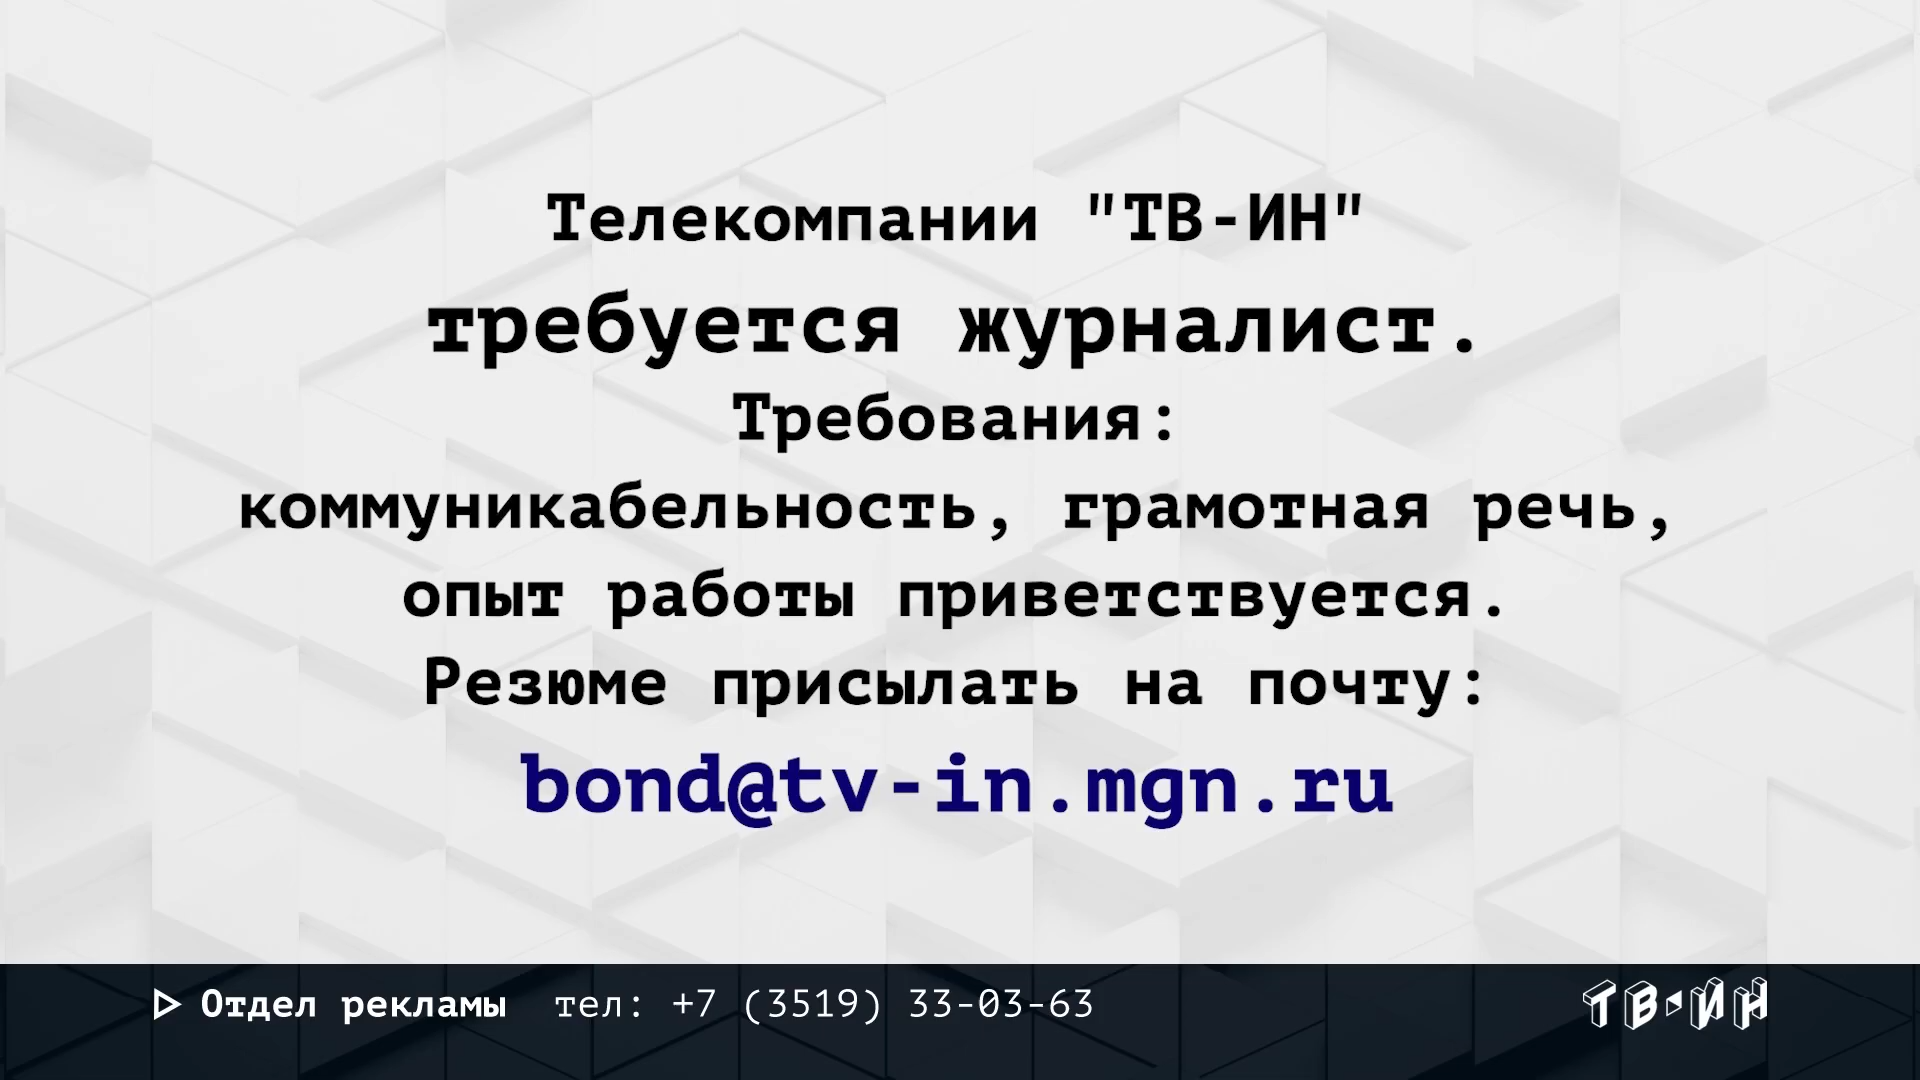 Телекомпании "ТВ-ИН"
требуется журналист.
Требования:
коммуникабельность, грамотная речь,
опыт работы приветствуется.
Резюме присылать на почту:
bond@tv-in.mgn.ru
Отдел рекламы тел: +7 (3519) 33-03-63
ТВ-ИН